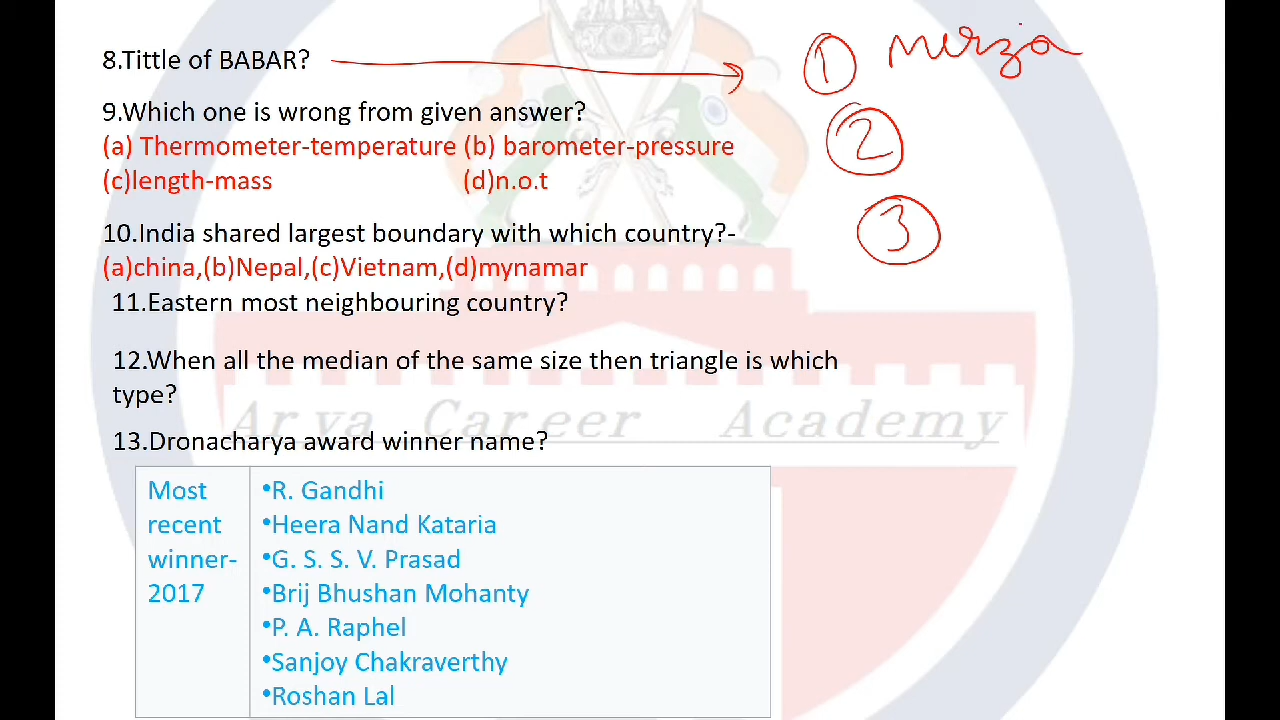 8.Tittle of BABAR?
① Mirza
②
③
9.Which one is wrong from given answer?
(a) Thermometer-temperature (b) barometer-pressure
(c)length-mass (d)n.o.t
10.India shared largest boundary with which country?-
(a)china,(b)Nepal,(c)Vietnam,(d)mynamar
11.Eastern most neighbouring country?
12.When all the median of the same size then triangle is which
type?
Arya Career Academy
13.Dronacharya award winner name?
Most
recent
winner-
2017
•R. Gandhi
•Heera Nand Kataria
•G. S. S. V. Prasad
•Brij Bhushan Mohanty
•P. A. Raphel
•Sanjoy Chakraverthy
•Roshan Lal